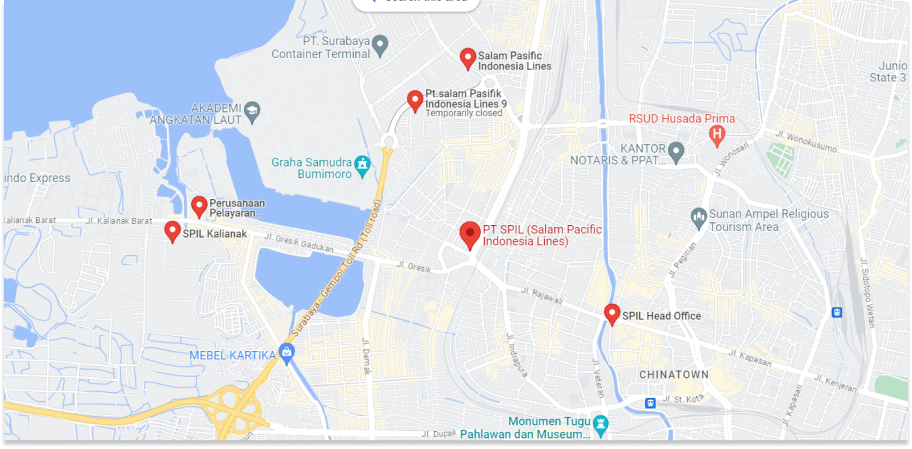 PT. Surabaya
Container Terminal
Salam Pasific
Indonesia Lines
Junio
State 3
Pt.salam Pasifik
Indonesia Lines 9
Temporarily closed
AKADEMI
ANGKATAN LAUT
RSUD Husada Prima
Jl. Wonokusumo
KANTOR
NOTARIS & PPAT...
Jl. Wonosari
Graha Samudra
Bumimoro
indo Express
Perusahaan
Pelayaran...
Sunan Ampel Religious
Tourism Area
Kalianak Barat
Jl. Kalianak Barat
SPIL Kalianak
PT SPIL (Salam Pacific
Indonesia Lines)
Jl. Gresik Gadukan
Jl. Gresik
Jl. Pegirian
Jl. Sidotopo Wetan
Surabaya - Gempol Toll Rd (Toll road)
Jl. Rajawali
SPIL Head Office
MEBEL KARTIKA
Jl. Demak
Jl. Indrapura
Jl. Veteran
Jl. Kapasan
CHINATOWN
Jl. Kenjeran
Jl. St. Kota
Jl. Kapasari
Jl. Dupak
Monumen Tugu
Pahlawan dan Museum...